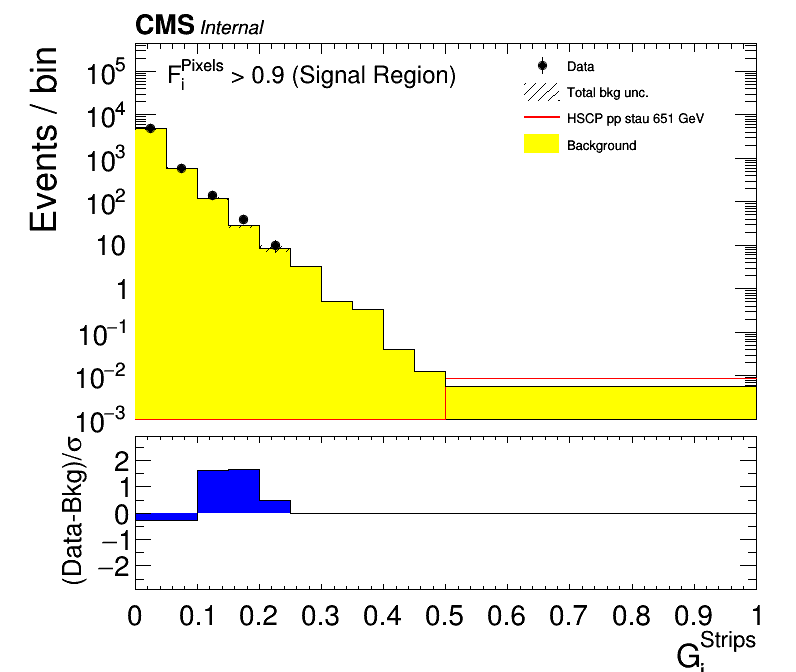 CMS Internal
Events / bin
F_i^Pixels > 0.9 (Signal Region)
Data
Total bkg unc.
HSCP pp stau 651 GeV
Background
10^5
10^4
10^3
10^2
10
1
10^−1
10^−2
10^−3
(Data-Bkg)/σ
2
1
0
−1
−2
0 0.1 0.2 0.3 0.4 0.5 0.6 0.7 0.8 0.9 1
G_i^Strips